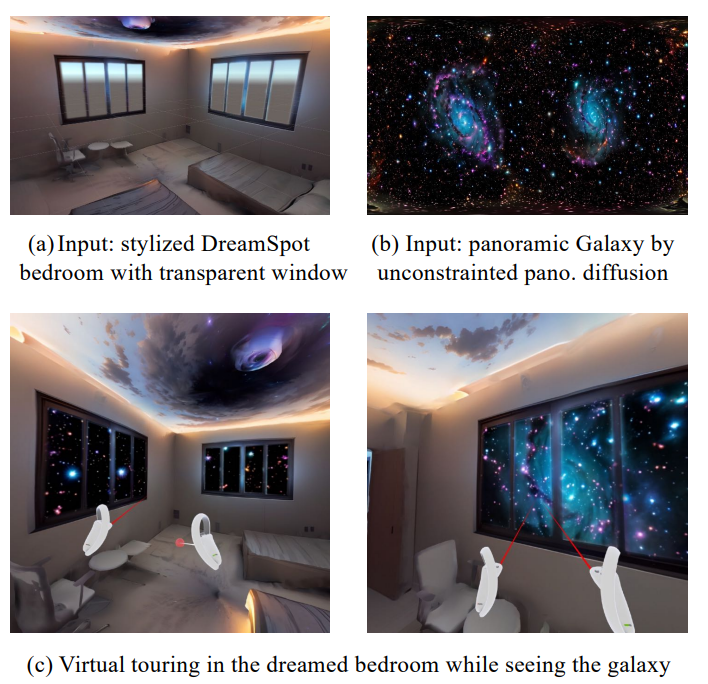 (a) Input: stylized DreamSpot
bedroom with transparent window
(b) Input: panoramic Galaxy by
unconstrainted pano. diffusion
(c) Virtual touring in the dreamed bedroom while seeing the galaxy